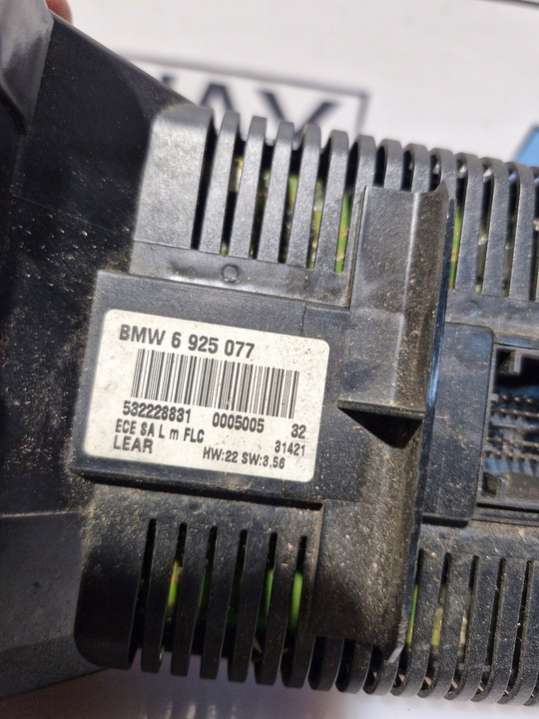 BMW 6 925 077
532228831 0005005 32
ECE SA L m FLC 31421
LEAR HW:22 SW:3,56